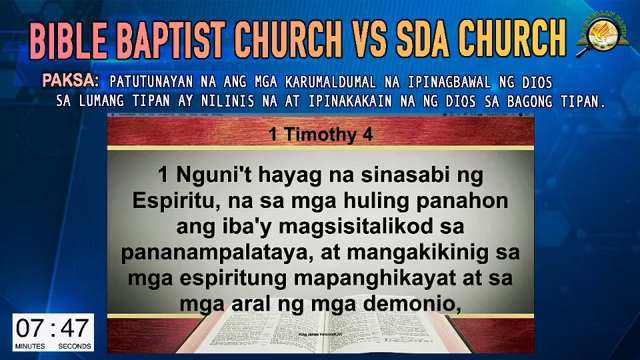 BIBLE BAPTIST CHURCH VS SDA CHURCH
PAKSA: PATUTUNAYAN NA ANG MGA KARUMALDUMAL NA IPINAGBAWAL NG DIOS
SA LUMANG TIPAN AY NILINIS NA AT IPINAKAKAIN NA NG DIOS SA BAGONG TIPAN.
1 Timothy 4
1 Nguni't hayag na sinasabi ng
Espiritu, na sa mga huling panahon
ang iba'y magsisitalikod sa
pananampalataya, at mangakikinig sa
mga espiritung mapanghikayat at sa
mga aral ng mga demonio,
07:47
MINUTES SECONDS